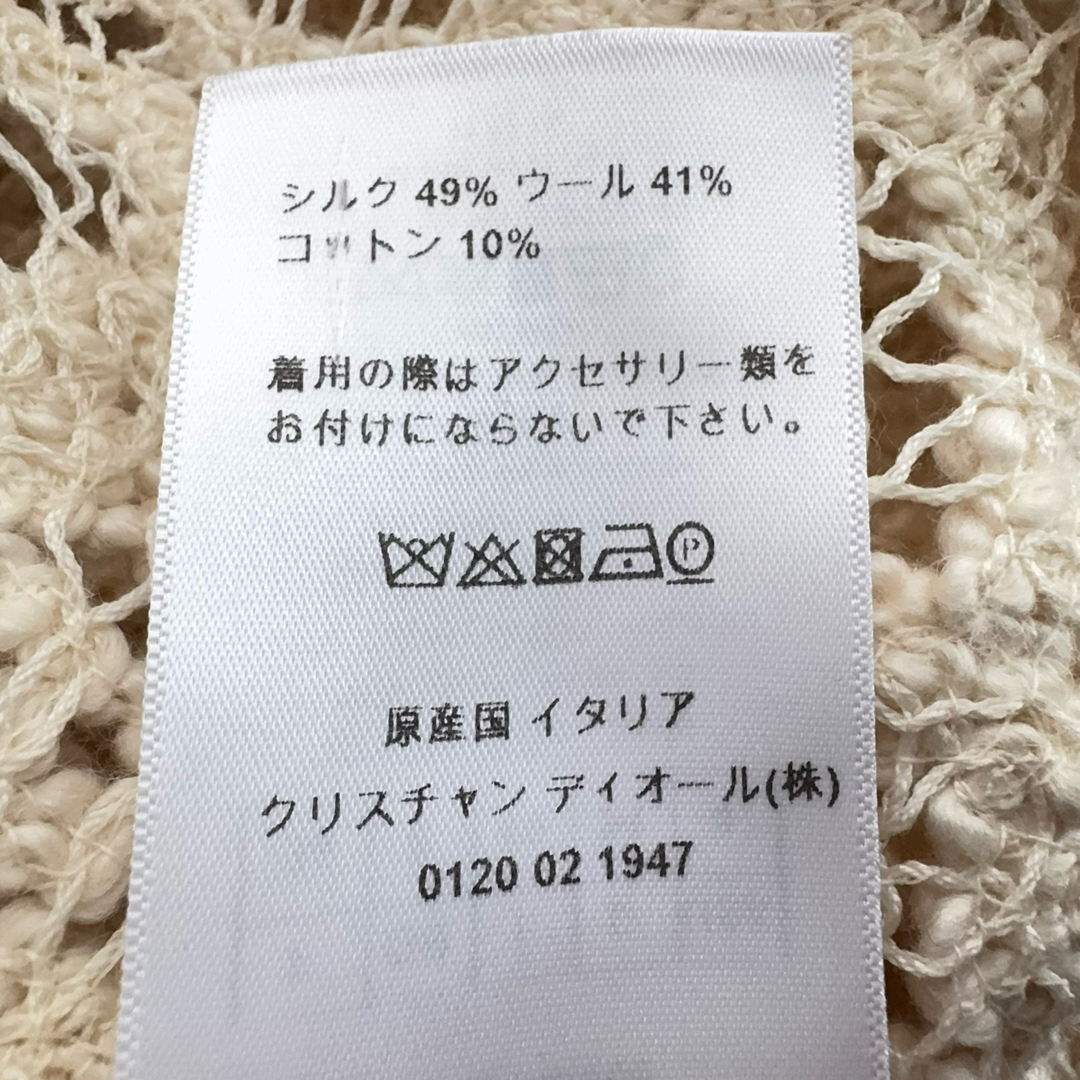 シルク 49% ウール 41%
コットン 10%
着用の際はアクセサリー類を
お付けにならないで下さい。
P
原産国 イタリア
クリスチャン ディオール(株)
0120 02 1947